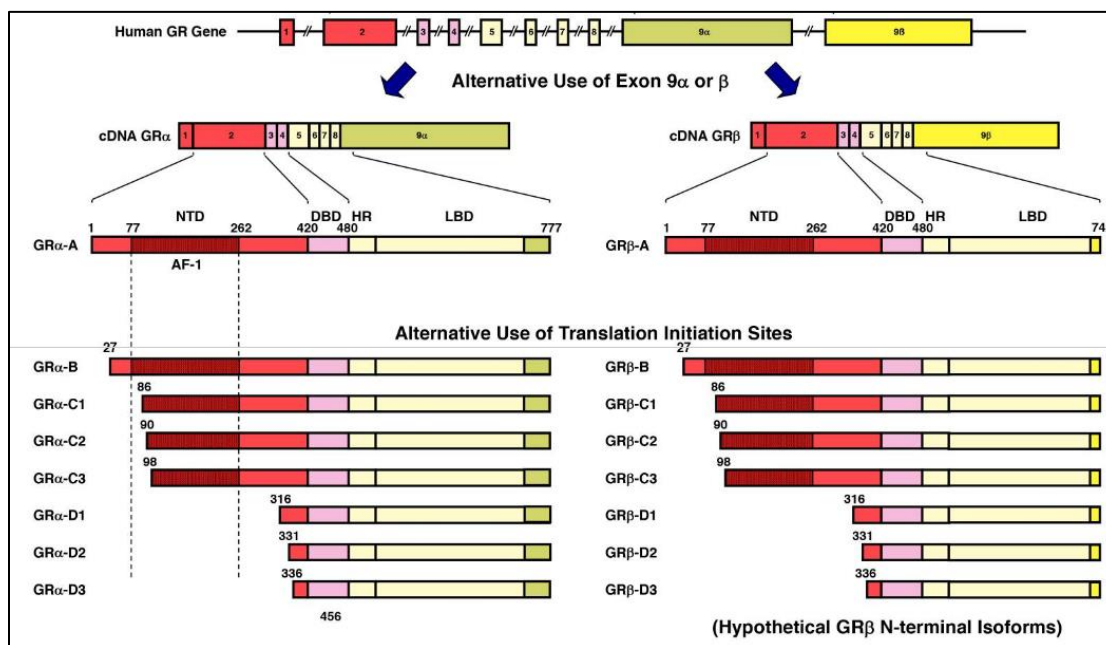 Human GR Gene 1 2 3 4 5 6 7 8 9α 9β
Alternative Use of Exon 9α or β
cDNA GRα 1 2 3 4 5 6 7 8 9α
cDNA GRβ 1 2 3 4 5 6 7 8 9β
NTD DBD HR LBD
1 77 262 420 480 777
GRα-A
AF-1
NTD DBD HR LBD
1 77 262 420 480 74
GRβ-A
Alternative Use of Translation Initiation Sites
27
GRα-B
86
GRα-C1
90
GRα-C2
98
GRα-C3
316
GRα-D1
331
GRα-D2
336
GRα-D3
456
27
GRβ-B
86
GRβ-C1
90
GRβ-C2
98
GRβ-C3
316
GRβ-D1
331
GRβ-D2
336
GRβ-D3
(Hypothetical GRβ N-terminal Isoforms)